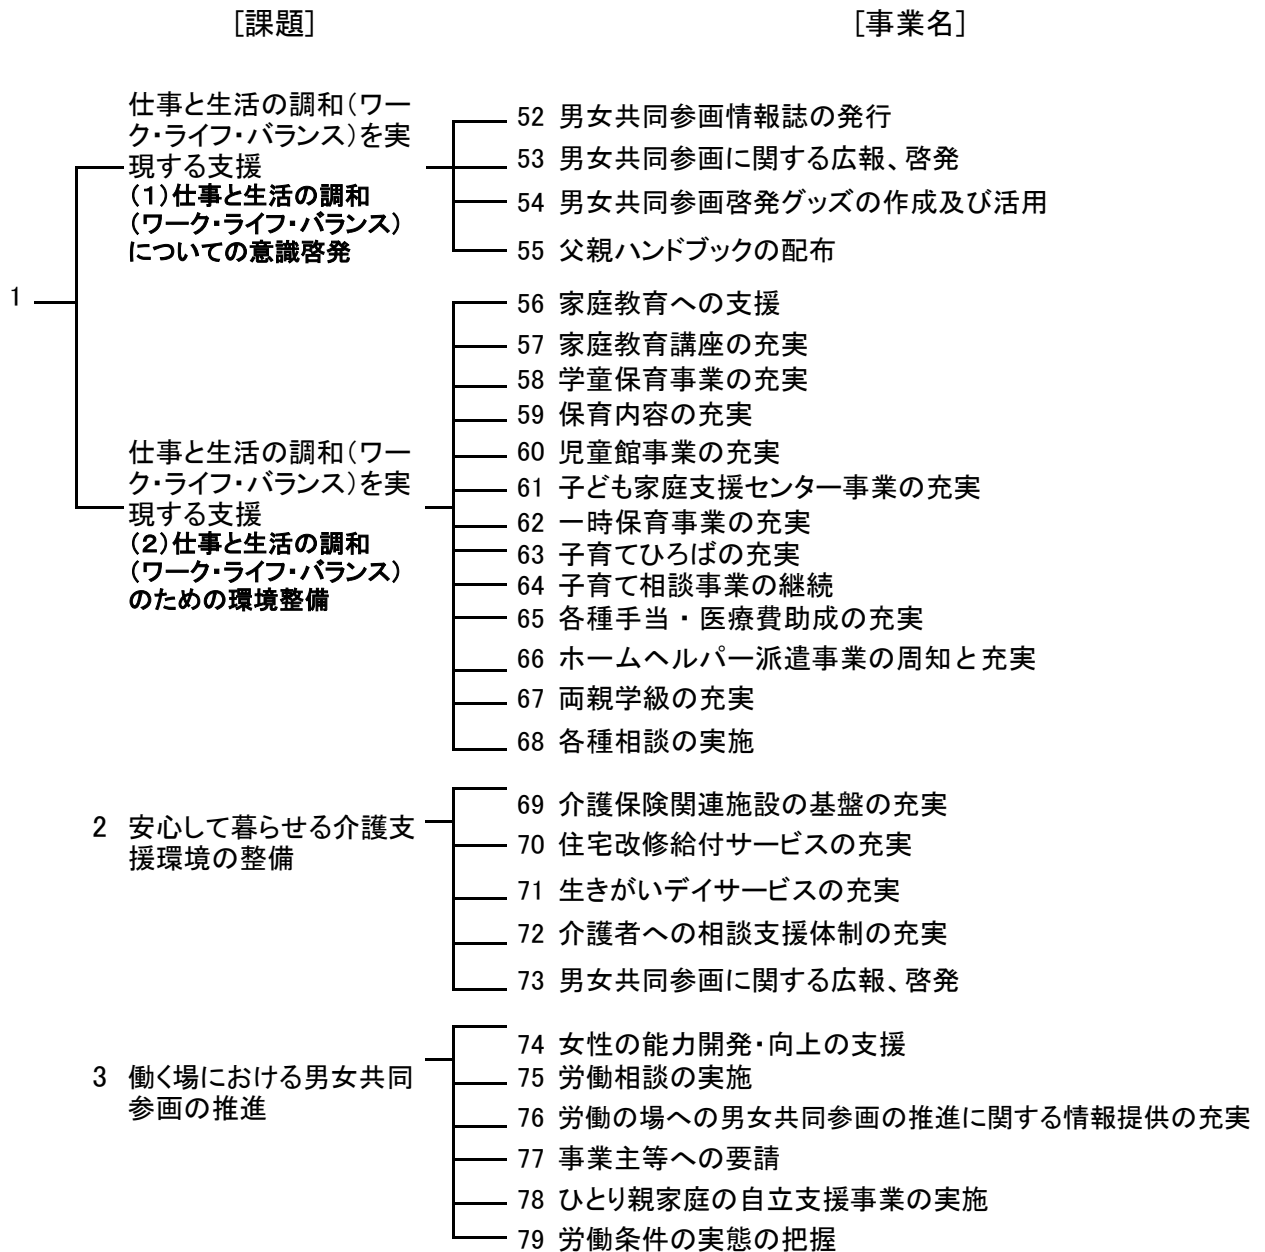 [課題]
[事業名]
1
仕事と生活の調和(ワー
ク・ライフ・バランス)を実
現する支援
(1)仕事と生活の調和
(ワーク・ライフ・バランス)
についての意識啓発
52 男女共同参画情報誌の発行
53 男女共同参画に関する広報、啓発
54 男女共同参画啓発グッズの作成及び活用
55 父親ハンドブックの配布
仕事と生活の調和(ワー
ク・ライフ・バランス)を実
現する支援
(2)仕事と生活の調和
(ワーク・ライフ・バランス)
のための環境整備
56 家庭教育への支援
57 家庭教育講座の充実
58 学童保育事業の充実
59 保育内容の充実
60 児童館事業の充実
61 子ども家庭支援センター事業の充実
62 一時保育事業の充実
63 子育てひろばの充実
64 子育て相談事業の継続
65 各種手当・医療費助成の充実
66 ホームヘルパー派遣事業の周知と充実
67 両親学級の充実
68 各種相談の実施
2 安心して暮らせる介護支
援環境の整備
69 介護保険関連施設の基盤の充実
70 住宅改修給付サービスの充実
71 生きがいデイサービスの充実
72 介護者への相談支援体制の充実
73 男女共同参画に関する広報、啓発
3 働く場における男女共同
参画の推進
74 女性の能力開発・向上の支援
75 労働相談の実施
76 労働の場への男女共同参画の推進に関する情報提供の充実
77 事業主等への要請
78 ひとり親家庭の自立支援事業の実施
79 労働条件の実態の把握